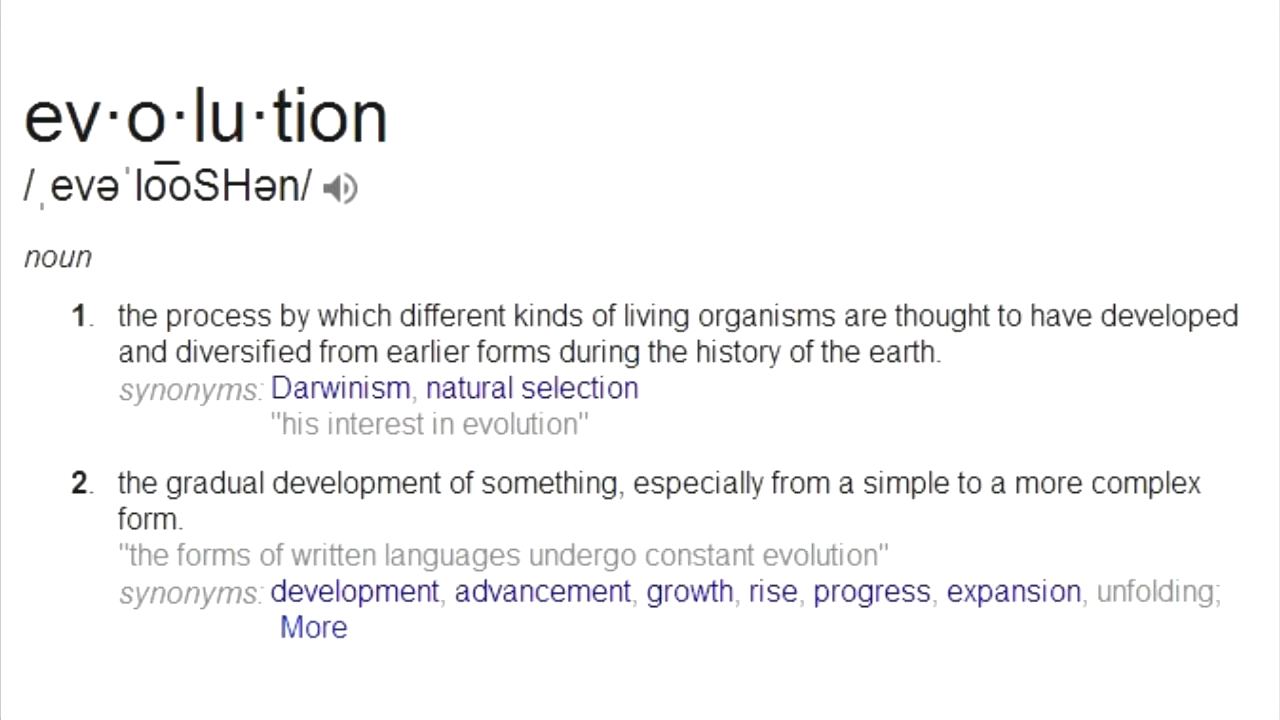 ev·o·lu·tion
/ˌevəˈlo͞oSHən/
noun
1. the process by which different kinds of living organisms are thought to have developed
and diversified from earlier forms during the history of the earth.
synonyms: Darwinism, natural selection
"his interest in evolution"
2. the gradual development of something, especially from a simple to a more complex
form.
"the forms of written languages undergo constant evolution"
synonyms: development, advancement, growth, rise, progress, expansion, unfolding;
More